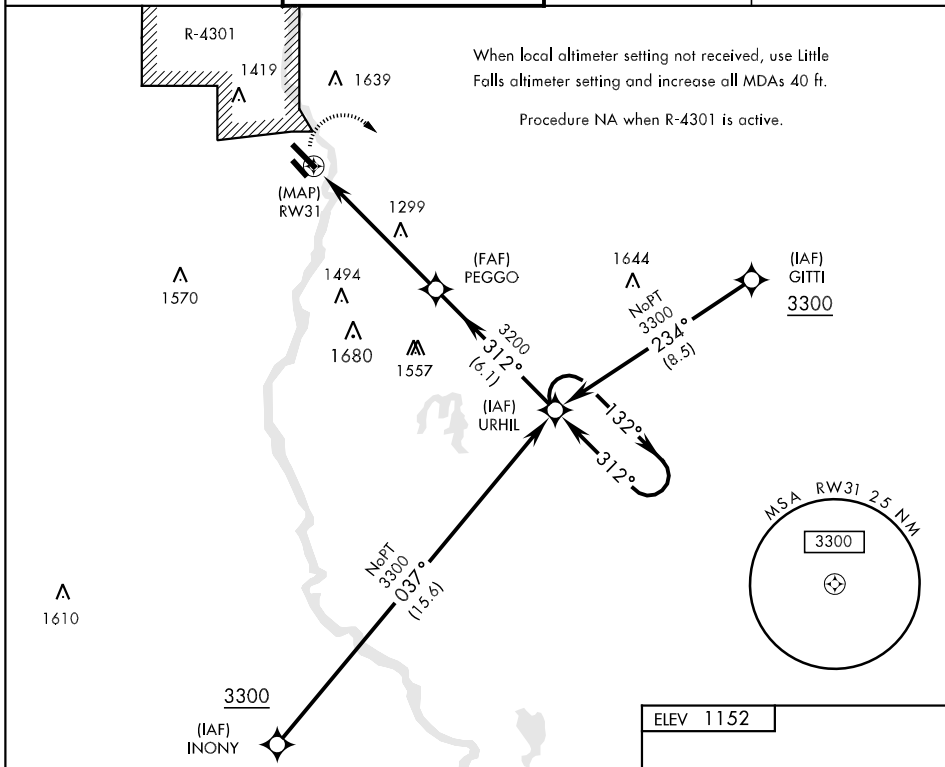 R-4301
1419
1639
When local altimeter setting not received, use Little
Falls altimeter setting and increase all MDAs 40 ft.
Procedure NA when R-4301 is active.
(MAP)
RW31
1299
(FAF)
PEGGO
1644
(IAF)
GITTI
3300
1570
1494
1680
1557
NoPT
3300
234°
(8.5)
3200
312°
(6.1)
(IAF)
URHIL
132°
312°
MSA RW31 25 NM
3300
NoPT
3300
037°
(15.6)
1610
3300
(IAF)
INONY
ELEV 1152